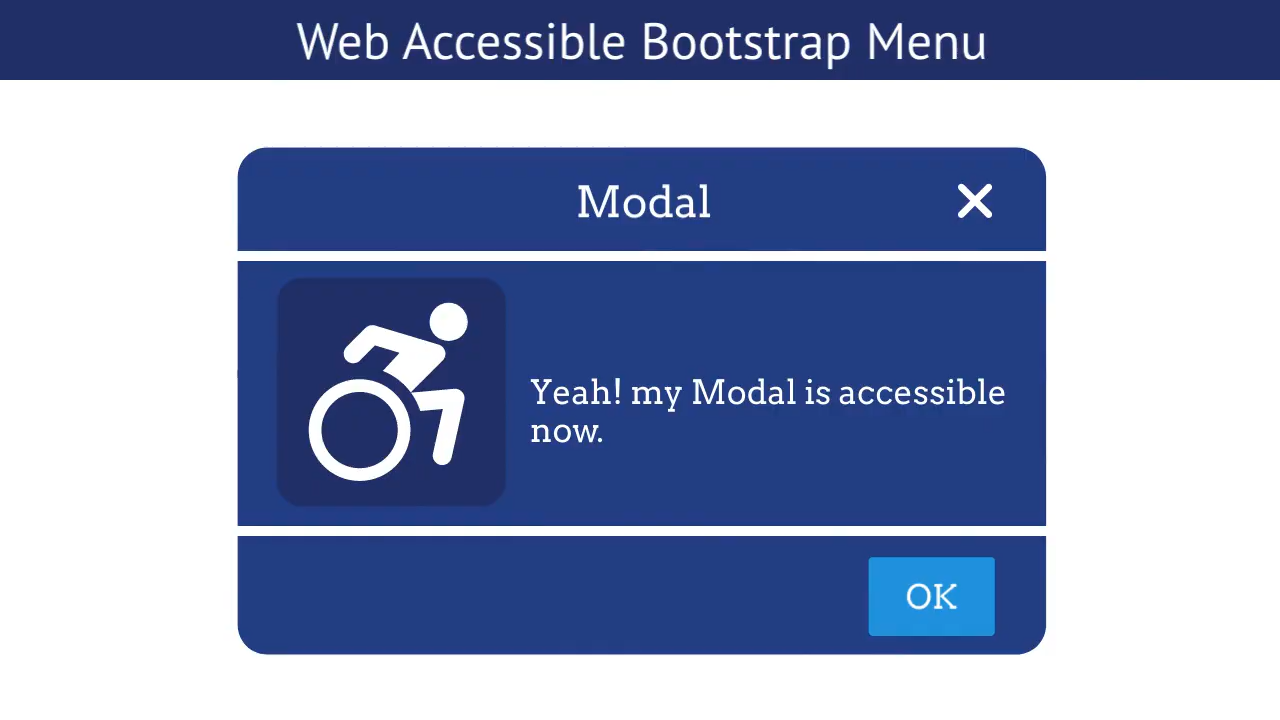 Web Accessible Bootstrap Menu
Modal
Yeah! my Modal is accessible
now.
OK